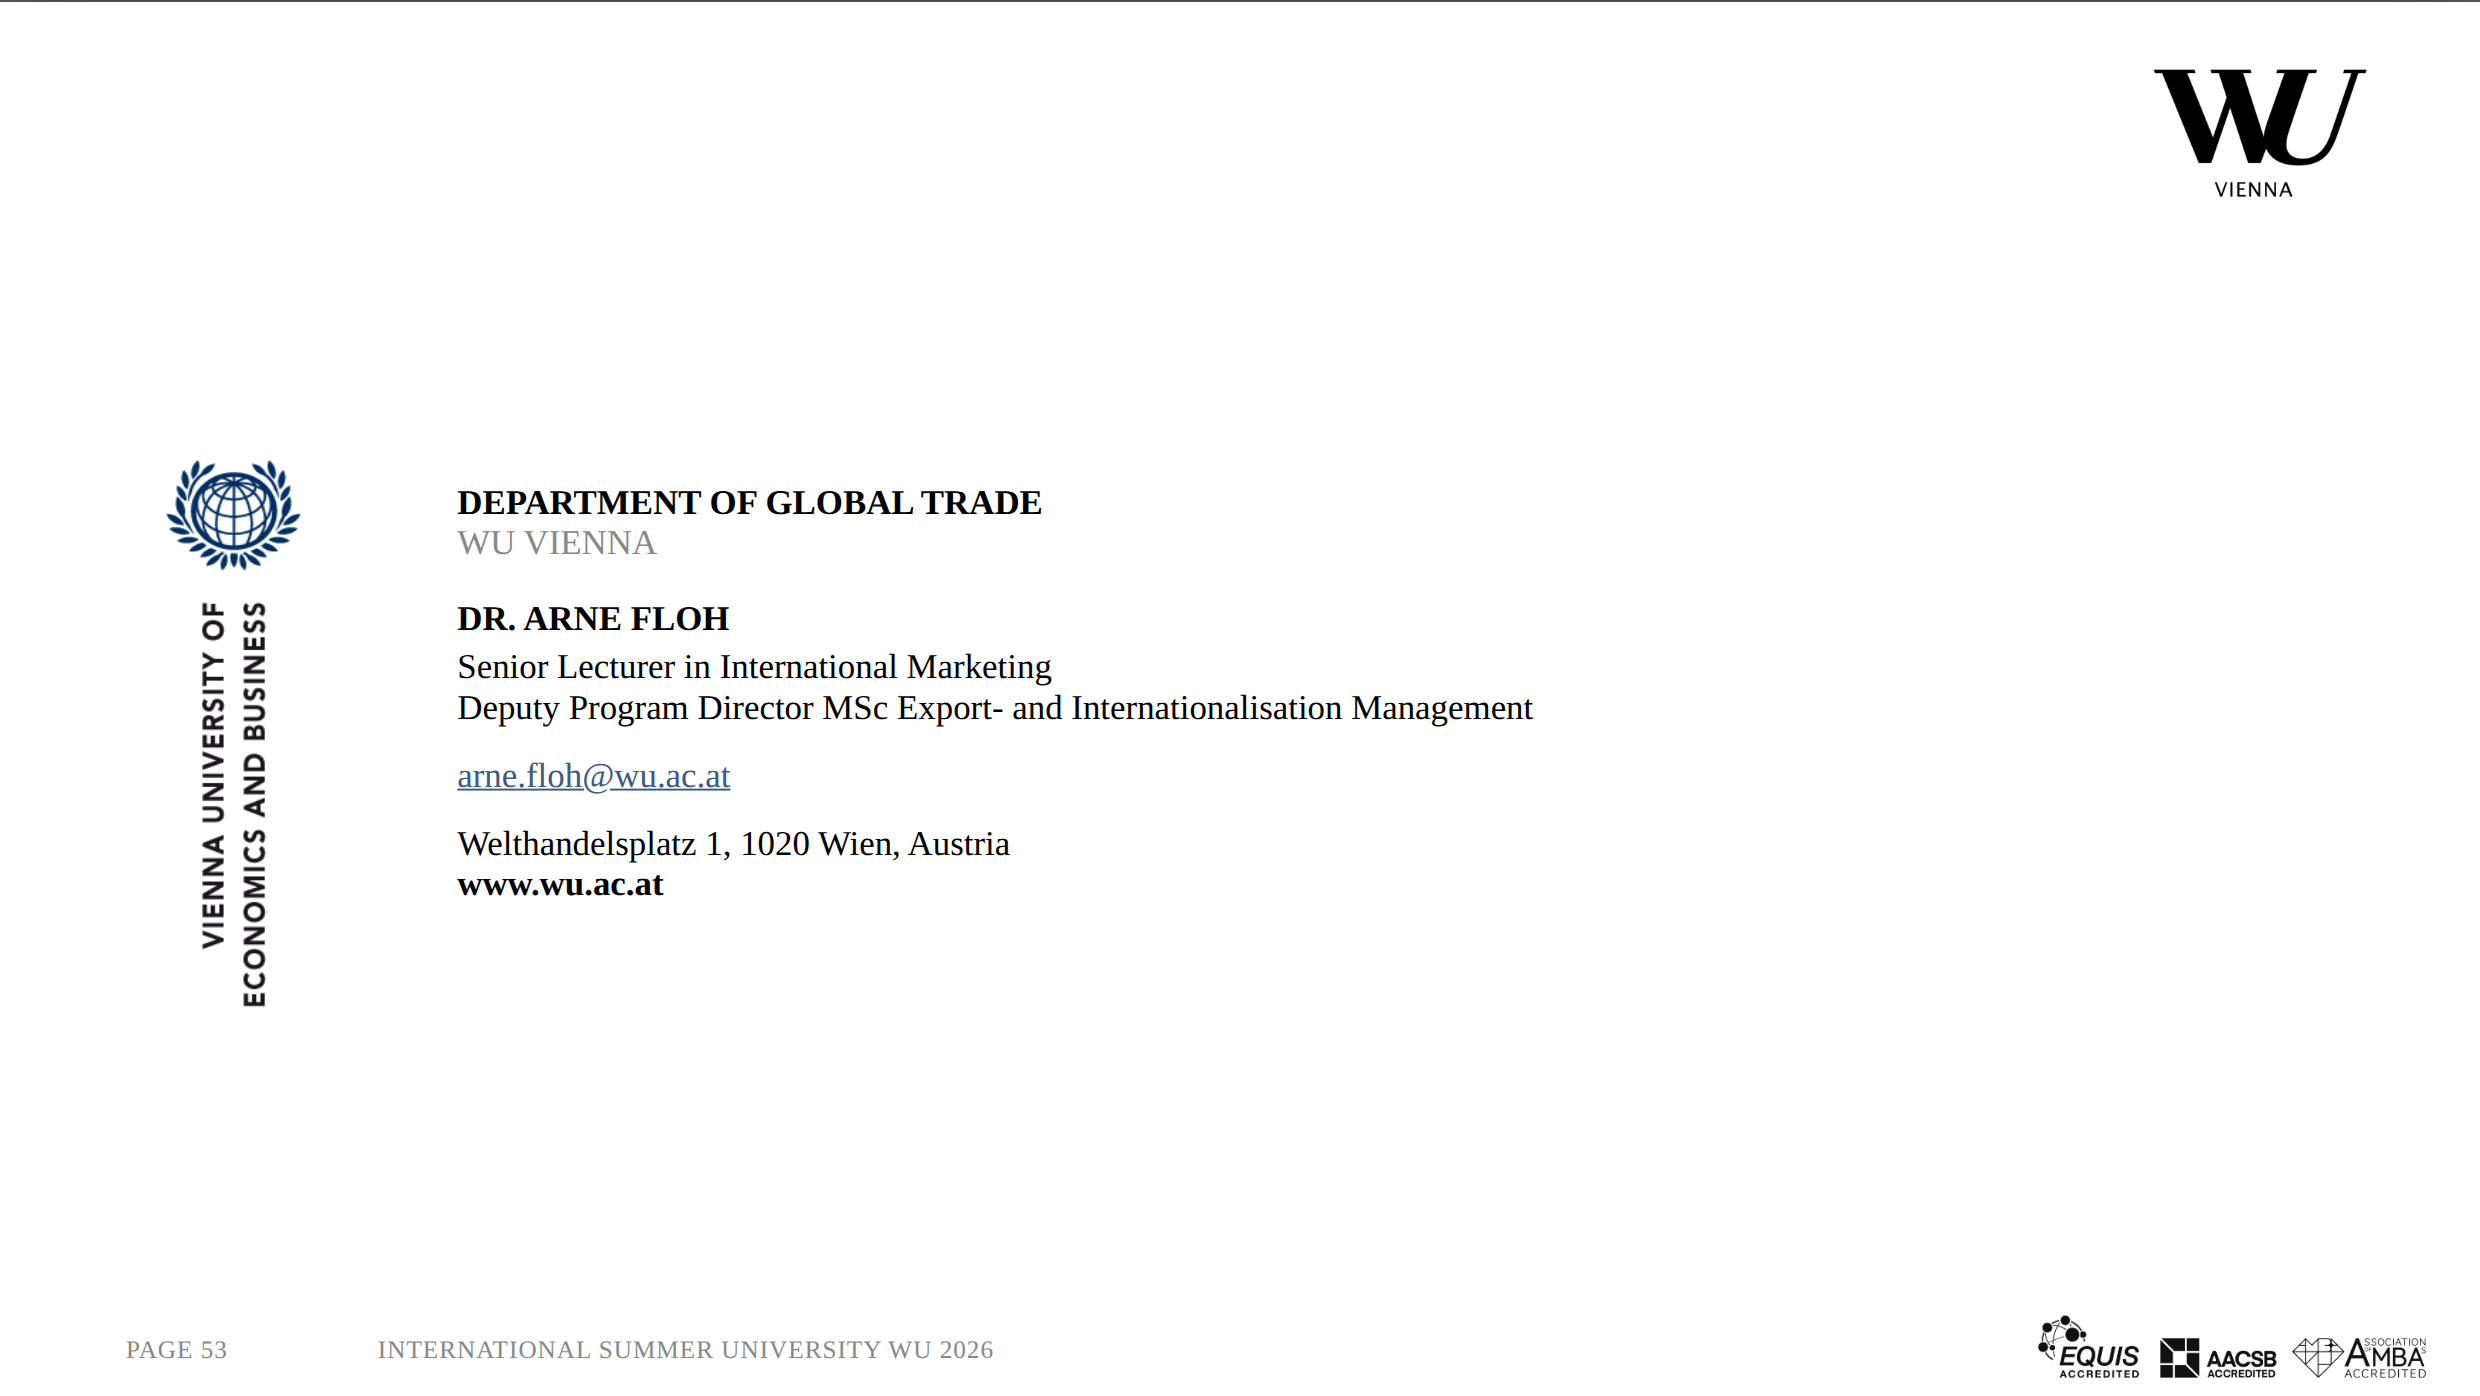 WU
VIENNA
VIENNA UNIVERSITY OF
ECONOMICS AND BUSINESS
DEPARTMENT OF GLOBAL TRADE
WU VIENNA
DR. ARNE FLOH
Senior Lecturer in International Marketing
Deputy Program Director MSc Export- and Internationalisation Management
arne.floh@wu.ac.at
Welthandelsplatz 1, 1020 Wien, Austria
www.wu.ac.at
PAGE 53
INTERNATIONAL SUMMER UNIVERSITY WU 2026
EQUIS
ACCREDITED
AACSB
ACCREDITED
ASSOCIATION
OF AMBAS
ACCREDITED